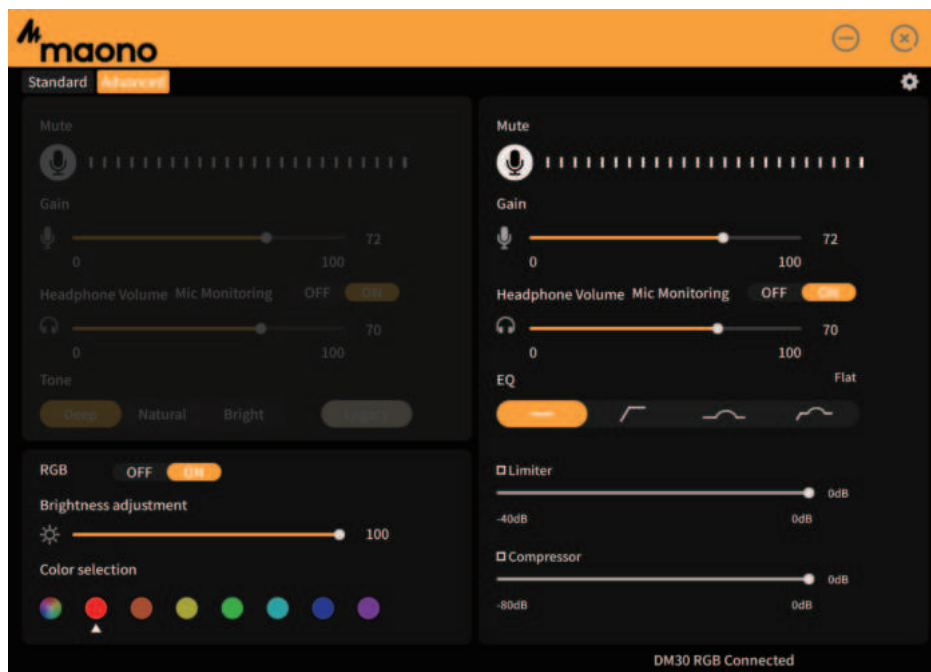 maono
Standard Advanced
Mute
Gain
72
0 100
Headphone Volume Mic Monitoring OFF ON
70
0 100
Tone
Deep Natural Bright Legacy
RGB OFF ON
Brightness adjustment
100
Color selection
Mute
Gain
72
0 100
Headphone Volume Mic Monitoring OFF ON
70
0 100
EQ Flat
Limiter
0dB
-40dB 0dB
Compressor
0dB
-80dB 0dB
DM30 RGB Connected